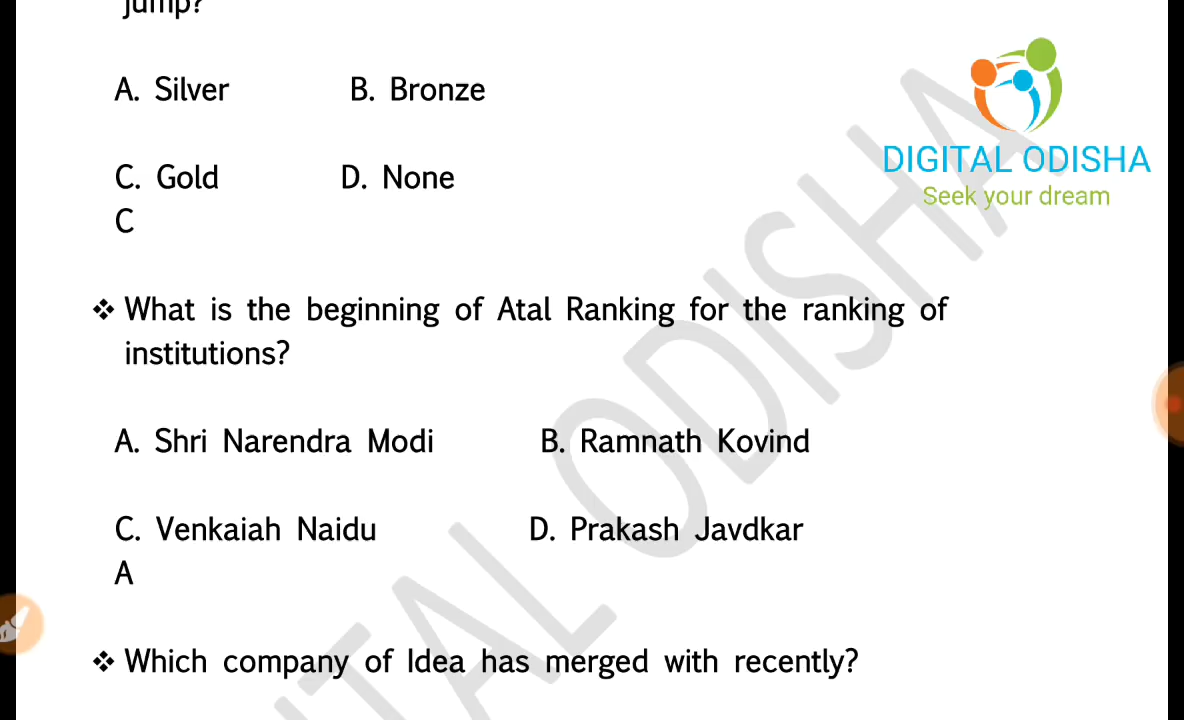 jump?
A. Silver B. Bronze
DIGITAL ODISHA
Seek your dream
C. Gold D. None
C
❖ What is the beginning of Atal Ranking for the ranking of
institutions?
A. Shri Narendra Modi B. Ramnath Kovind
C. Venkaiah Naidu D. Prakash Javdkar
A
❖ Which company of Idea has merged with recently?
DIGITAL ODISHA